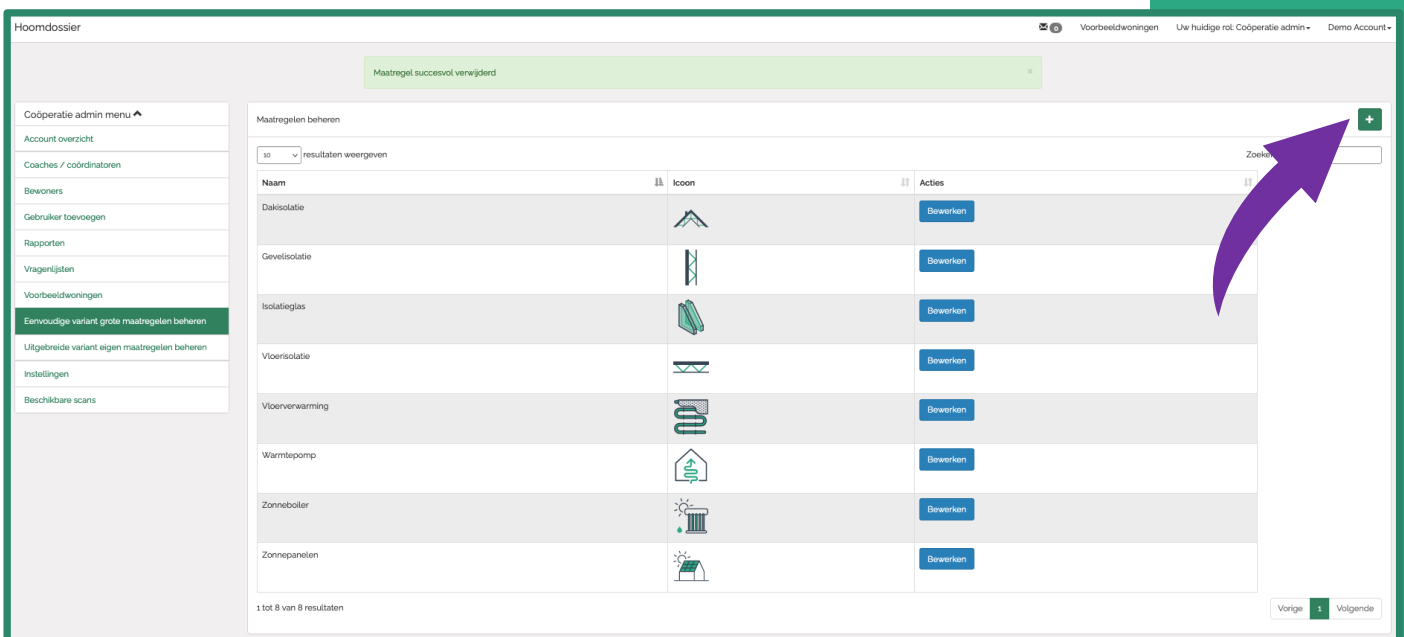 Hoomdossier
0 Voorbeeldwoningen Uw huidige rol: Coöperatie admin Demo Account
Maatregel succesvol verwijderd ×
Coöperatie admin menu
Account overzicht
Coaches / coördinatoren
Bewoners
Gebruiker toevoegen
Rapporten
Vragenlijsten
Voorbeeldwoningen
Eenvoudige variant grote maatregelen beheren
Uitgebreide variant eigen maatregelen beheren
Instellingen
Beschikbare scans
Maatregelen beheren +
10 resultaten weergeven
Naam Icoon Acties
Dakisolatie Bewerken
Gevelisolatie Bewerken
Isolatieglas Bewerken
Vloerisolatie Bewerken
Vloerverwarming Bewerken
Warmtepomp Bewerken
Zonneboiler Bewerken
Zonnepanelen Bewerken
1 tot 8 van 8 resultaten
Vorige 1 Volgende